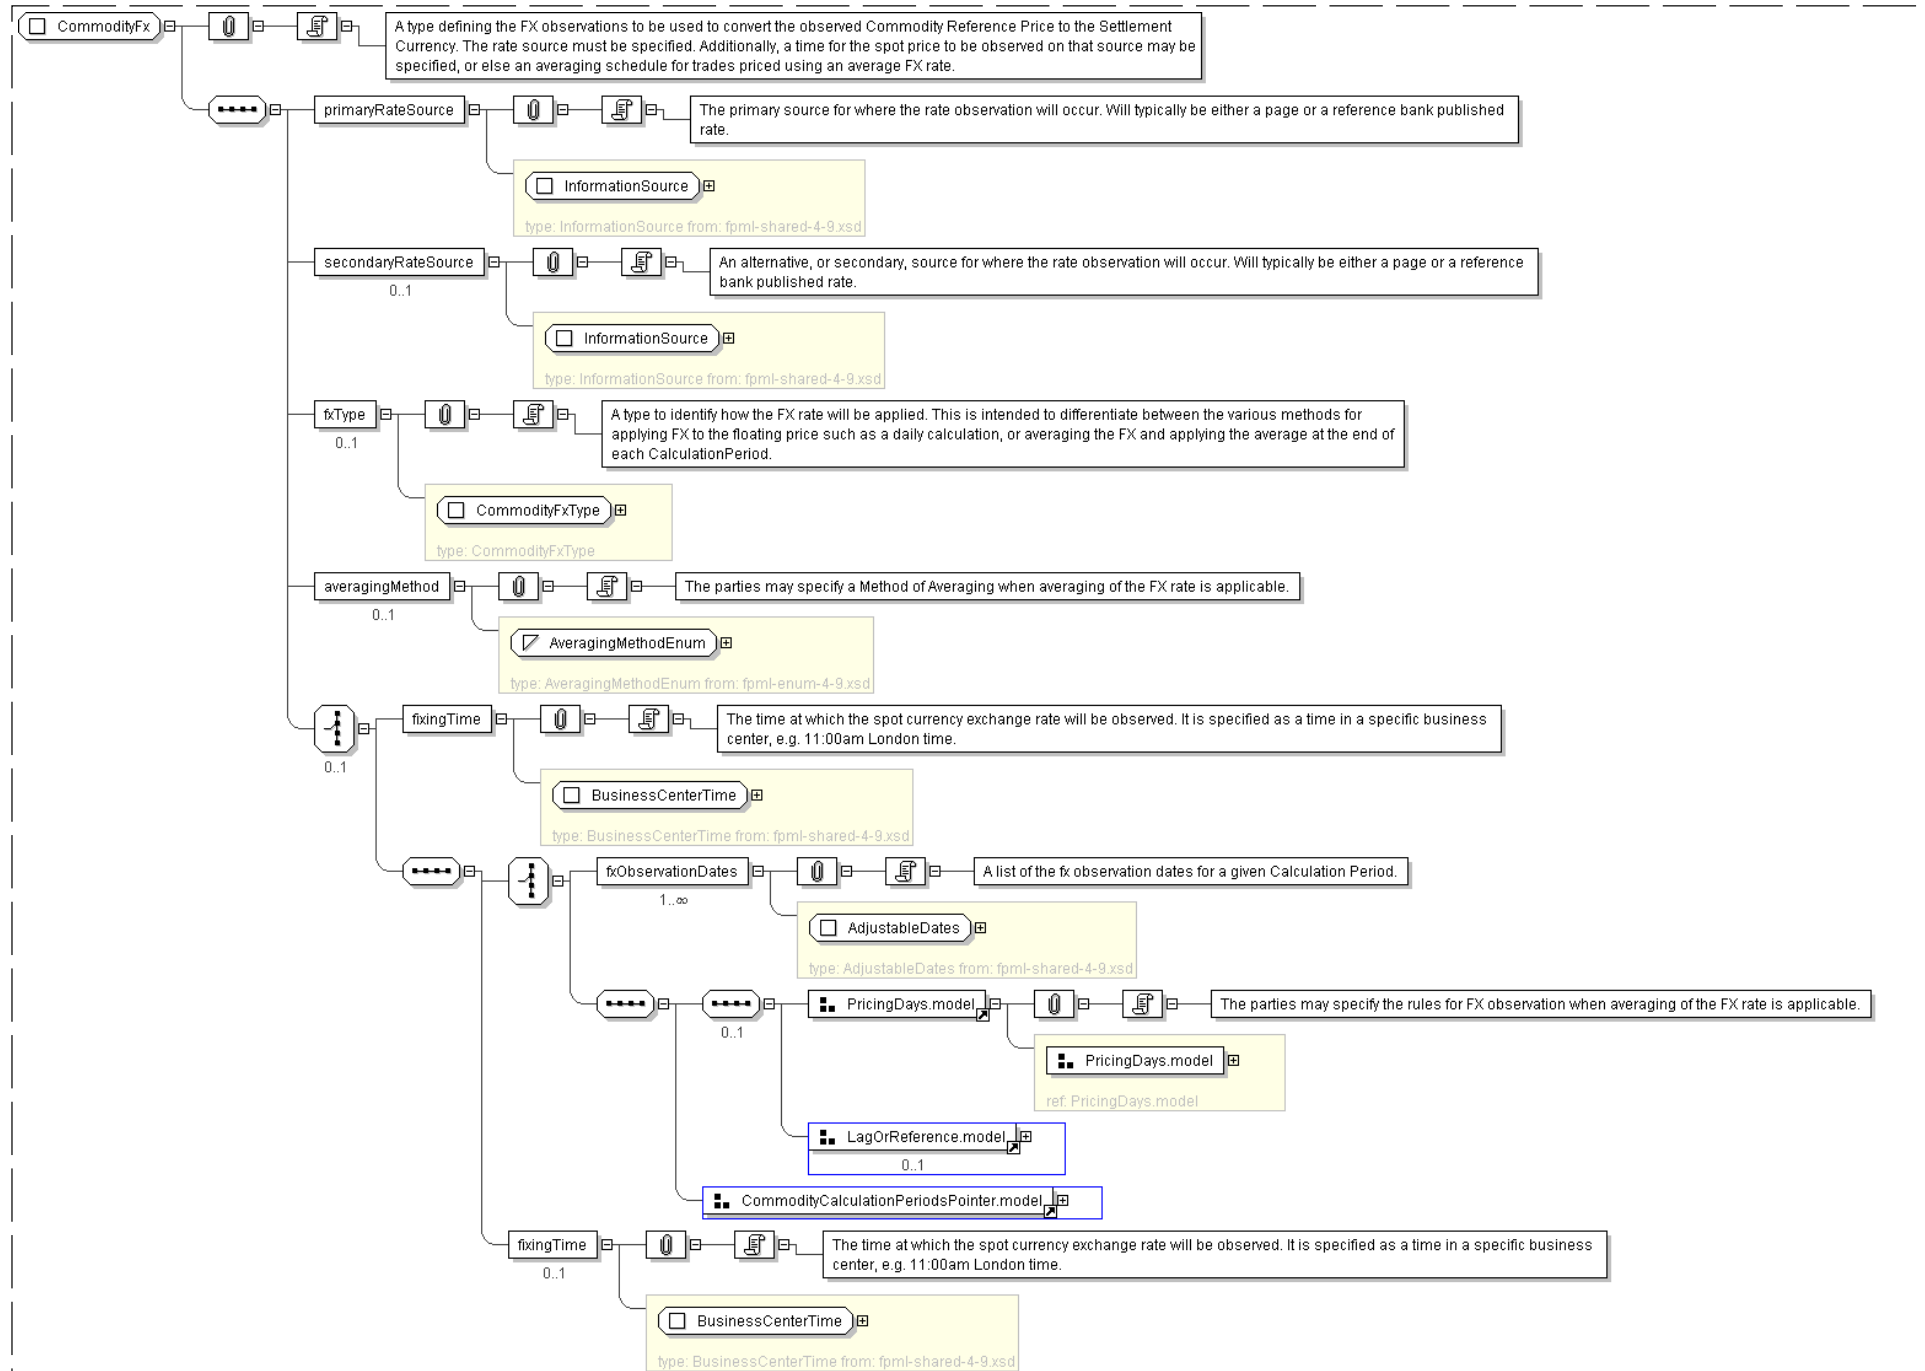 CommodityFx
A type defining the FX observations to be used to convert the observed Commodity Reference Price to the Settlement
Currency. The rate source must be specified. Additionally, a time for the spot price to be observed on that source may be
specified, or else an averaging schedule for trades priced using an average FX rate.
primaryRateSource
The primary source for where the rate observation will occur. Will typically be either a page or a reference bank published
rate.
InformationSource
type: InformationSource from: fpml-shared-4-9.xsd
secondaryRateSource
0..1
An alternative, or secondary, source for where the rate observation will occur. Will typically be either a page or a reference
bank published rate.
InformationSource
type: InformationSource from: fpml-shared-4-9.xsd
fxType
0..1
A type to identify how the FX rate will be applied. This is intended to differentiate between the various methods for
applying FX to the floating price such as a daily calculation, or averaging the FX and applying the average at the end of
each CalculationPeriod.
CommodityFxType
type: CommodityFxType
averagingMethod
0..1
The parties may specify a Method of Averaging when averaging of the FX rate is applicable.
AveragingMethodEnum
type: AveragingMethodEnum from: fpml-enum-4-9.xsd
0..1
fixingTime
The time at which the spot currency exchange rate will be observed. It is specified as a time in a specific business
center, e.g. 11:00am London time.
BusinessCenterTime
type: BusinessCenterTime from: fpml-shared-4-9.xsd
fxObservationDates
1..∞
A list of the fx observation dates for a given Calculation Period.
AdjustableDates
type: AdjustableDates from: fpml-shared-4-9.xsd
0..1
PricingDays.model
The parties may specify the rules for FX observation when averaging of the FX rate is applicable.
PricingDays.model
ref: PricingDays.model
LagOrReference.model
0..1
CommodityCalculationPeriodsPointer.model
fixingTime
0..1
The time at which the spot currency exchange rate will be observed. It is specified as a time in a specific business
center, e.g. 11:00am London time.
BusinessCenterTime
type: BusinessCenterTime from: fpml-shared-4-9.xsd